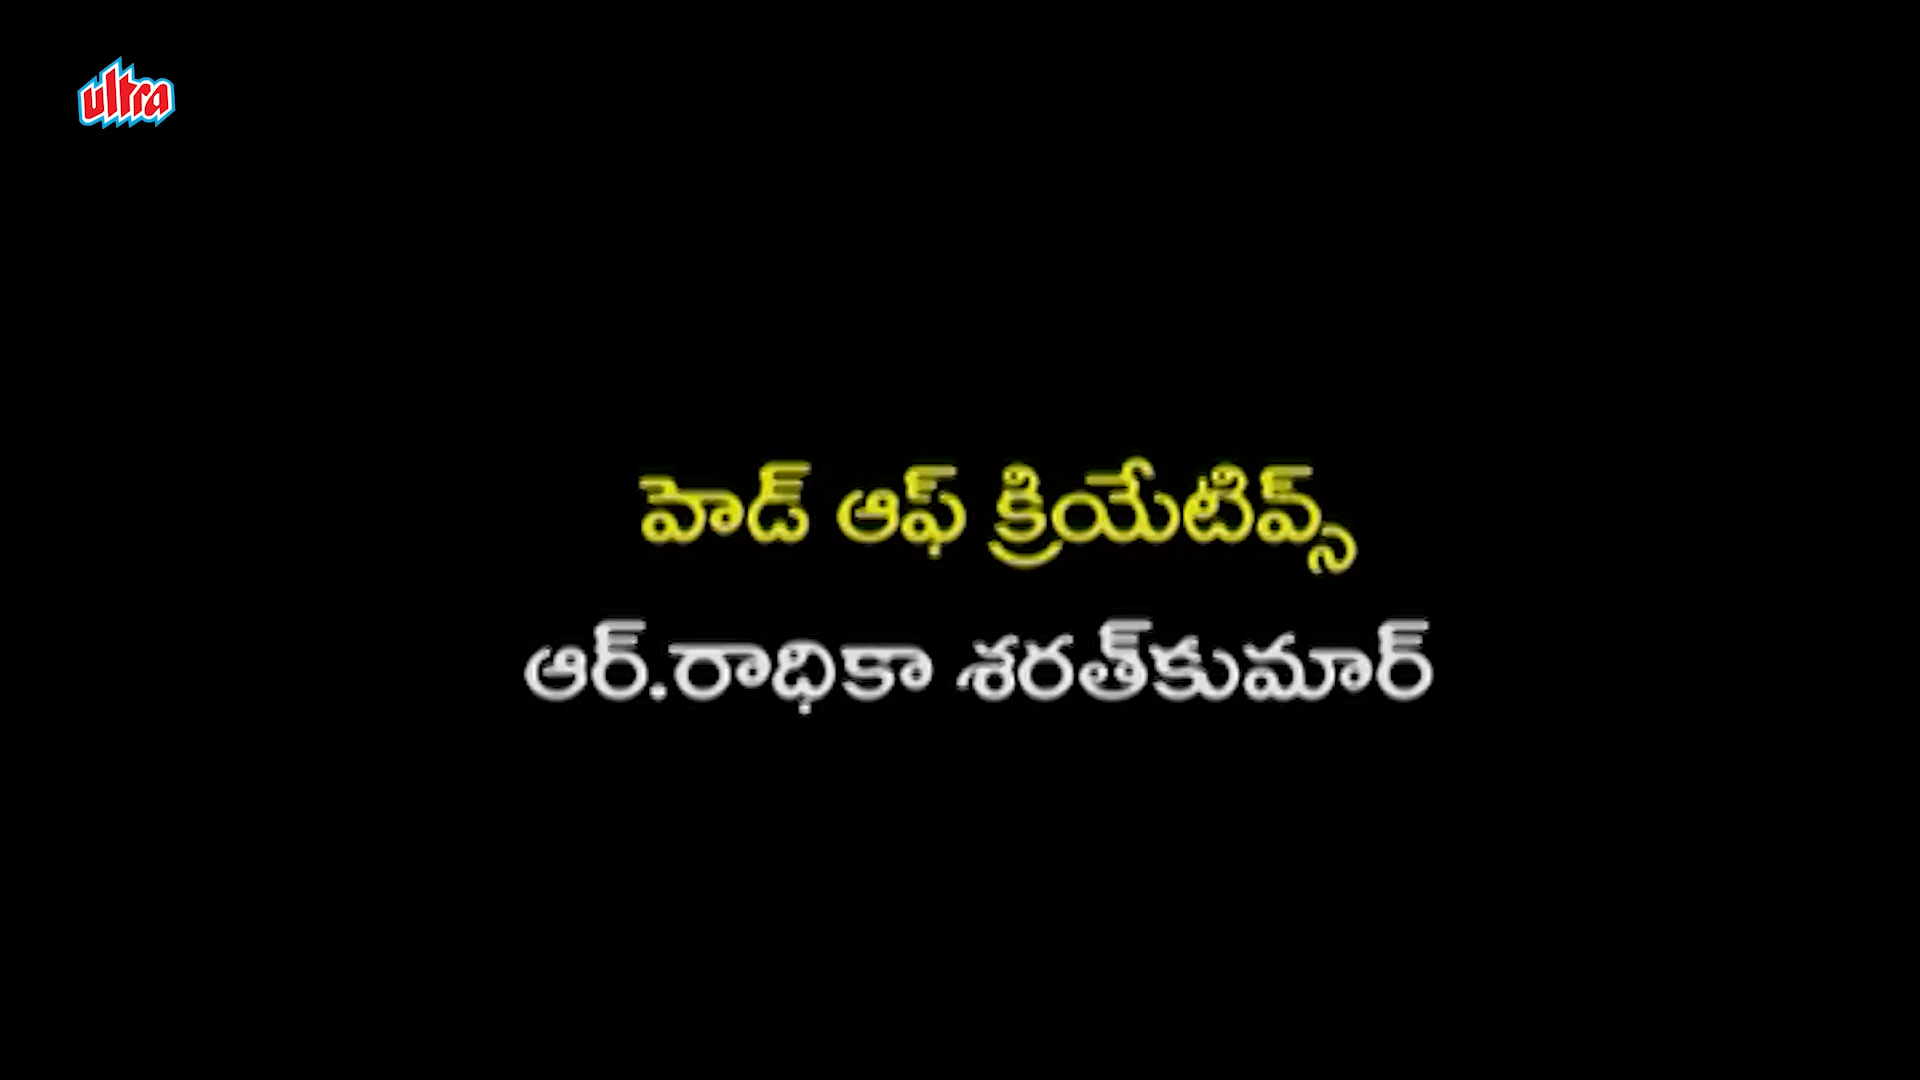 ultra
హెడ్ ఆఫ్ క్రియేటివ్స్
ఆర్.రాధికా శరత్‌కుమార్